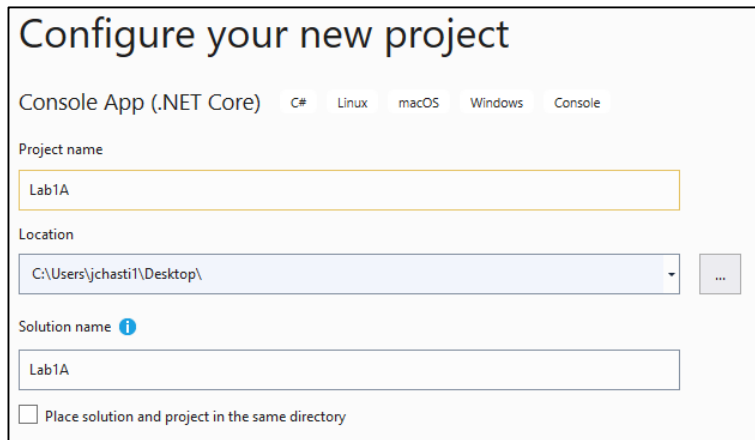 Configure your new project
Console App (.NET Core) C# Linux macOS Windows Console
Project name
Lab1A
Location
C:\Users\jchasti1\Desktop\
...
Solution name
Lab1A
Place solution and project in the same directory